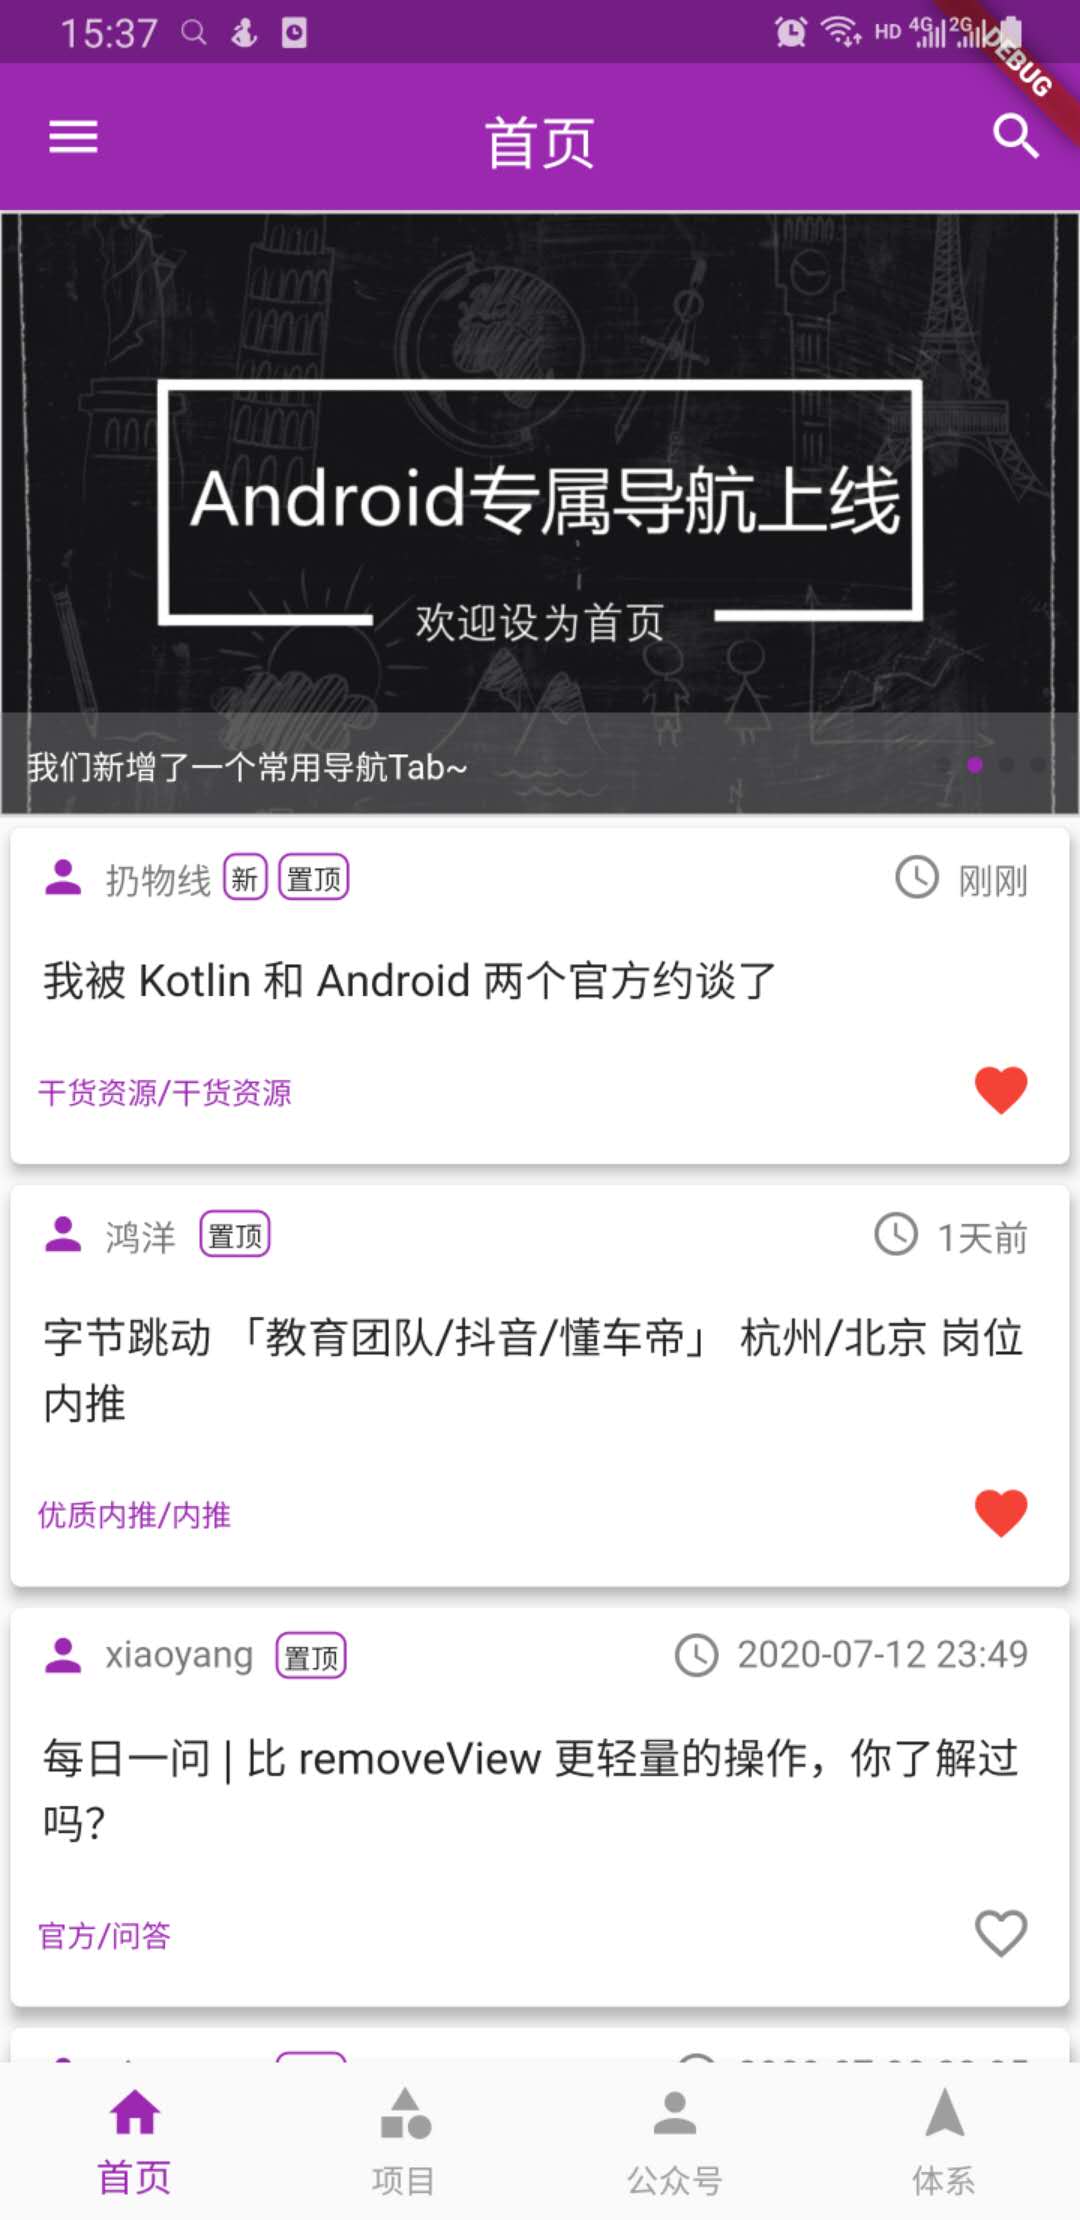 15:37 HD 4G 2G
DEBUG
首页
Android专属导航上线
欢迎设为首页
我们新增了一个常用导航Tab~
扔物线 新 置顶 刚刚
我被 Kotlin 和 Android 两个官方约谈了
干货资源/干货资源
鸿洋 置顶 1天前
字节跳动 「教育团队/抖音/懂车帝」 杭州/北京 岗位
内推
优质内推/内推
xiaoyang 置顶 2020-07-12 23:49
每日一问 | 比 removeView 更轻量的操作，你了解过
吗？
官方/问答
首页 项目 公众号 体系